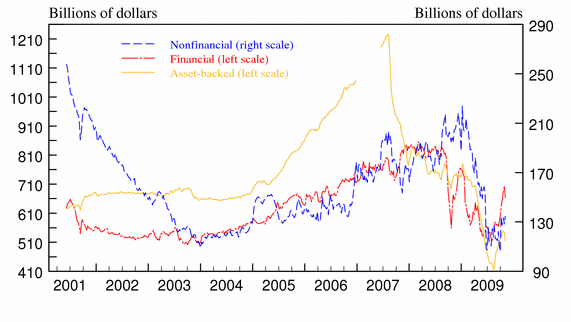 Billions of dollars Billions of dollars
Nonfinancial (right scale)
Financial (left scale)
Asset-backed (left scale)
1210 290
1110 250
1010
910 210
810
710 170
610 130
510
410 90
2001 2002 2003 2004 2005 2006 2007 2008 2009